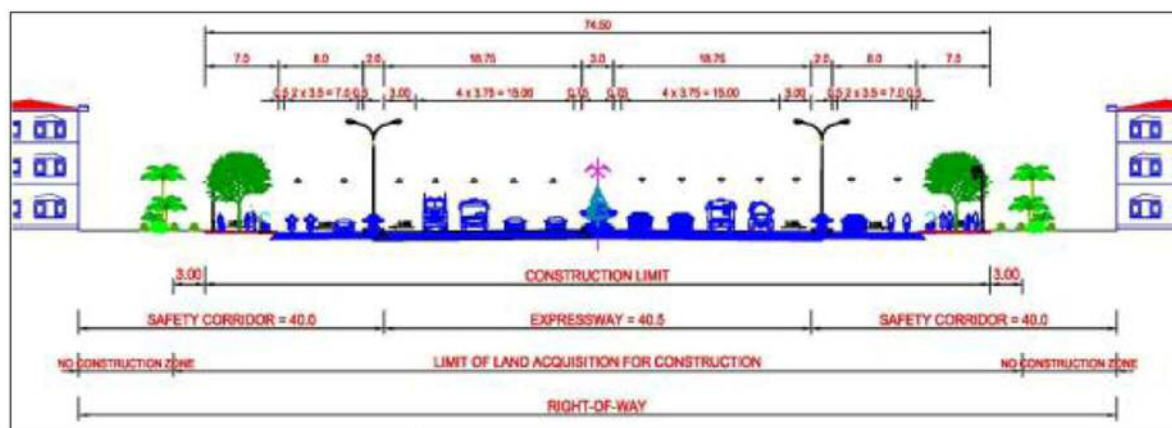 74.50
7.0 8.0 2.0 18.75 3.0 18.75 2.0 8.0 7.0
0.5 2 x 3.5 = 7.0 0.5 3.00 4 x 3.75 = 15.00 0.75 0.75 4 x 3.75 = 15.00 3.00 0.5 2 x 3.5 = 7.0 0.5
3.00 CONSTRUCTION LIMIT 3.00
SAFETY CORRIDOR = 40.0 EXPRESSWAY = 40.5 SAFETY CORRIDOR = 40.0
NO CONSTRUCTION ZONE LIMIT OF LAND ACQUISITION FOR CONSTRUCTION NO CONSTRUCTION ZONE
RIGHT-OF-WAY